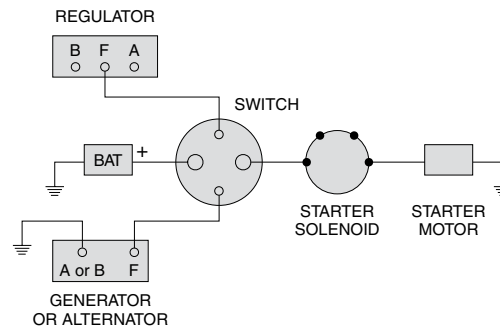 REGULATOR
B F A
SWITCH
BAT +
STARTER
SOLENOID
STARTER
MOTOR
A or B F
GENERATOR
OR ALTERNATOR